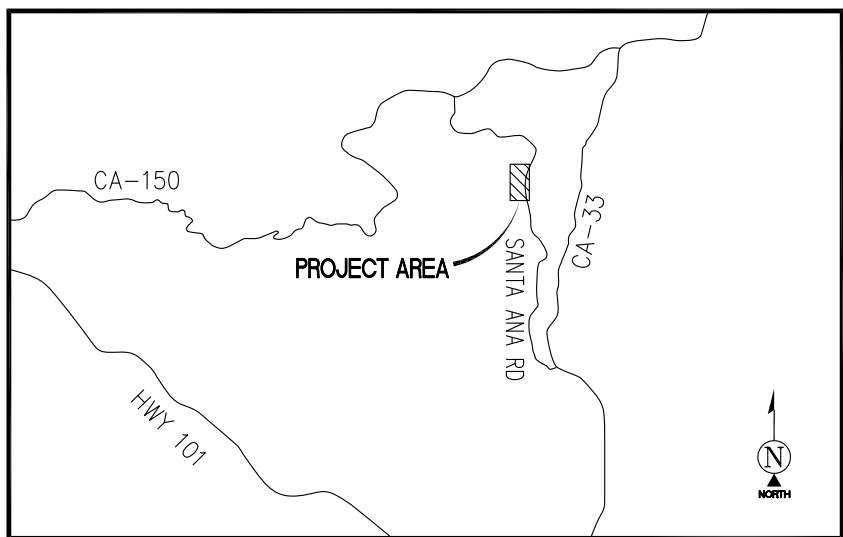 CA-150
PROJECT AREA
SANTA ANA RD
CA-33
HWY 101
N
NORTH